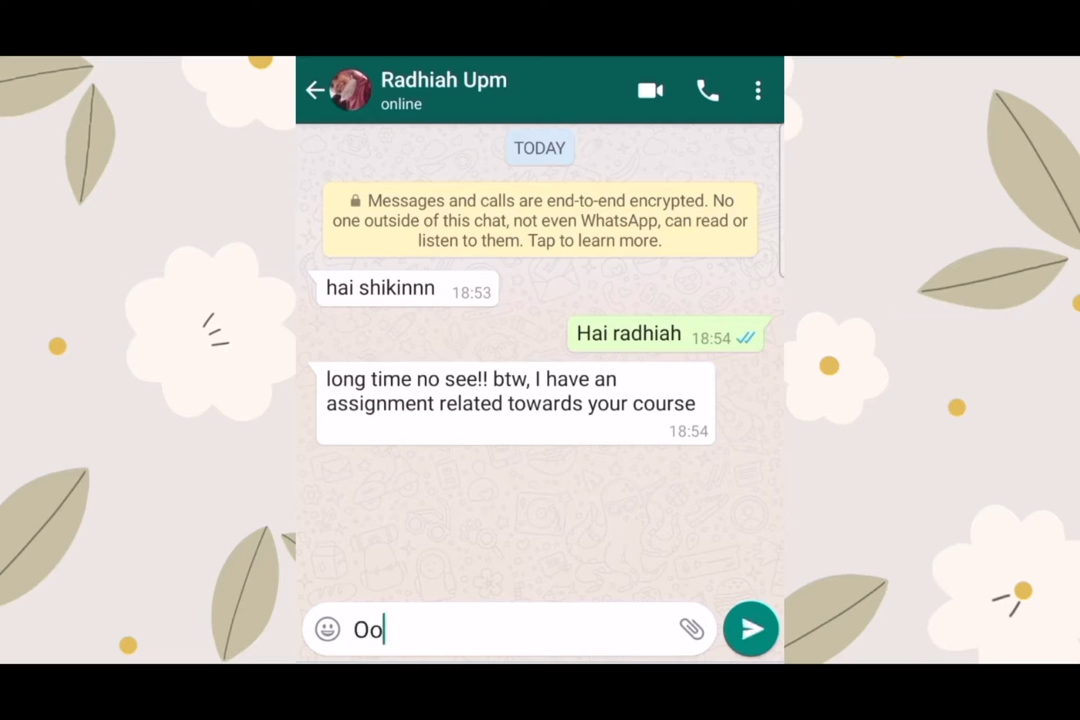 Radhiah Upm
online
TODAY
Messages and calls are end-to-end encrypted. No
one outside of this chat, not even WhatsApp, can read or
listen to them. Tap to learn more.
hai shikinnn 18:53
Hai radhiah 18:54
long time no see!! btw, I have an
assignment related towards your course
18:54
Oo